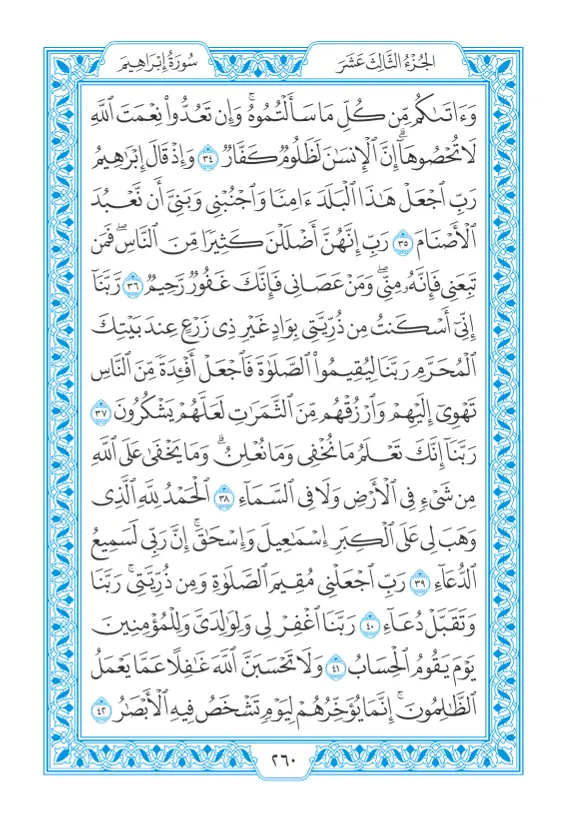 سُورَةُ إِبْرَاهِيمَ
الجُزْءُ الثَّالِثَ عَشَرَ
وَءَاتَىٰكُم مِّن كُلِّ مَا سَأَلْتُمُوهُۚ وَإِن تَعُدُّوا۟ نِعْمَتَ ٱللَّهِ
لَا تُحْصُوهَآۗ إِنَّ ٱلْإِنسَٰنَ لَظَلُومٌ كَفَّارٌ ٣٤ وَإِذْ قَالَ إِبْرَٰهِيمُ
رَبِّ ٱجْعَلْ هَٰذَا ٱلْبَلَدَ ءَامِنًا وَٱجْنُبْنِى وَبَنِىَّ أَن نَّعْبُدَ
ٱلْأَصْنَامَ ٣٥ رَبِّ إِنَّهُنَّ أَضْلَلْنَ كَثِيرًا مِّنَ ٱلنَّاسِۖ فَمَن
تَبِعَنِى فَإِنَّهُۥ مِنِّىۖ وَمَنْ عَصَانِى فَإِنَّكَ غَفُورٌ رَّحِيمٌ ٣٦ رَّبَّنَآ
إِنِّىٓ أَسْكَنتُ مِن ذُرِّيَّتِى بِوَادٍ غَيْرِ ذِى زَرْعٍ عِندَ بَيْتِكَ
ٱلْمُحَرَّمِ رَبَّنَا لِيُقِيمُوا۟ ٱلصَّلَوٰةَ فَٱجْعَلْ أَفْـِٔدَةً مِّنَ ٱلنَّاسِ
تَهْوِىٓ إِلَيْهِمْ وَٱرْزُقْهُم مِّنَ ٱلثَّمَرَٰتِ لَعَلَّهُمْ يَشْكُرُونَ ٣٧
رَبَّنَآ إِنَّكَ تَعْلَمُ مَا نُخْفِى وَمَا نُعْلِنُۗ وَمَا يَخْفَىٰ عَلَى ٱللَّهِ
مِن شَىْءٍ فِى ٱلْأَرْضِ وَلَا فِى ٱلسَّمَآءِ ٣٨ ٱلْحَمْدُ لِلَّهِ ٱلَّذِى
وَهَبَ لِى عَلَى ٱلْكِبَرِ إِسْمَٰعِيلَ وَإِسْحَٰقَۚ إِنَّ رَبِّى لَسَمِيعُ
ٱلدُّعَآءِ ٣٩ رَبِّ ٱجْعَلْنِى مُقِيمَ ٱلصَّلَوٰةِ وَمِن ذُرِّيَّتِىۚ رَبَّنَا
وَتَقَبَّلْ دُعَآءِ ٤٠ رَبَّنَا ٱغْفِرْ لِى وَلِوَٰلِدَىَّ وَلِلْمُؤْمِنِينَ
يَوْمَ يَقُومُ ٱلْحِسَابُ ٤١ وَلَا تَحْسَبَنَّ ٱللَّهَ غَٰفِلًا عَمَّا يَعْمَلُ
ٱلظَّٰلِمُونَۚ إِنَّمَا يُؤَخِّرُهُمْ لِيَوْمٍ تَشْخَصُ فِيهِ ٱلْأَبْصَٰرُ ٤٢
٢٦٠